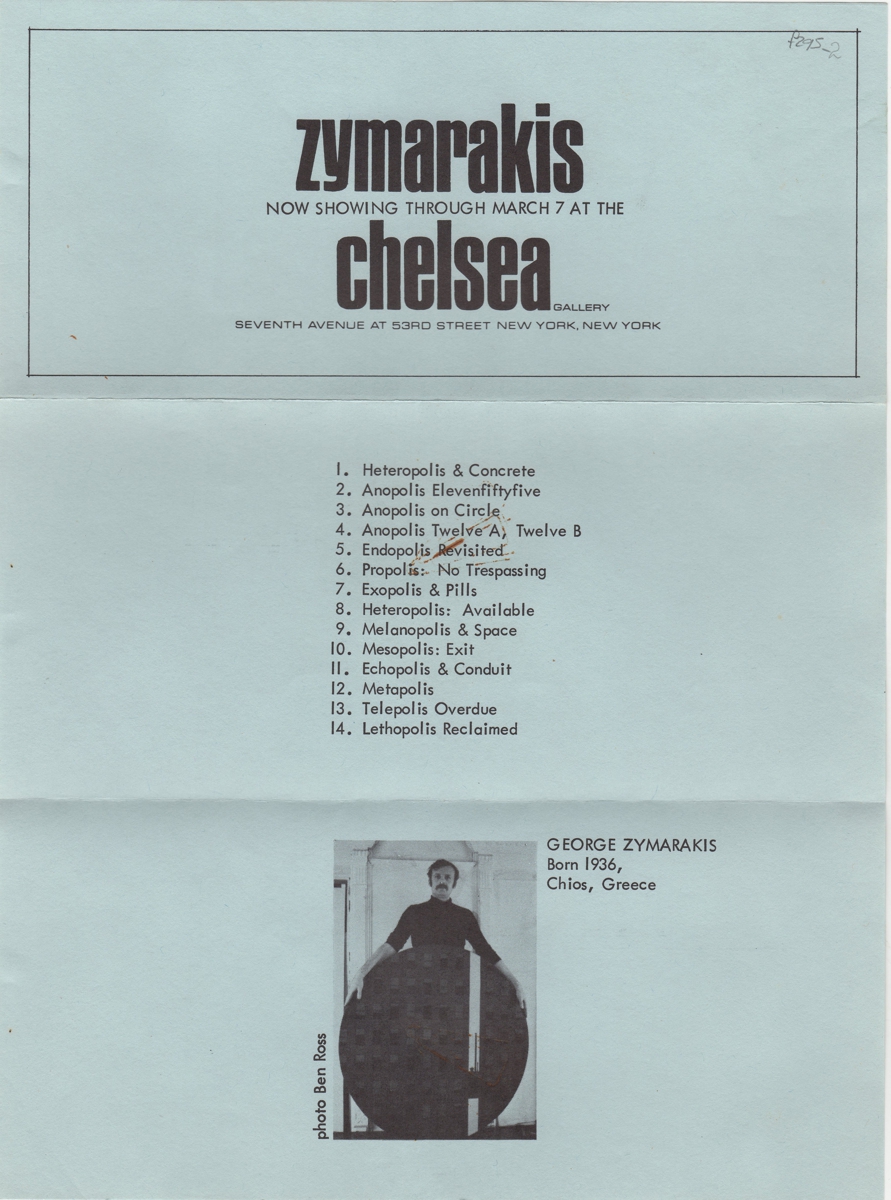 zymarakis
NOW SHOWING THROUGH MARCH 7 AT THE
chelsea
GALLERY
SEVENTH AVENUE AT 53RD STREET NEW YORK, NEW YORK
1. Heteropolis & Concrete
2. Anopolis Elevenfiftyfive
3. Anopolis on Circle
4. Anopolis Twelve A, Twelve B
5. Endopolis Revisited
6. Propolis: No Trespassing
7. Exopolis & Pills
8. Heteropolis: Available
9. Melanopolis & Space
10. Mesopolis: Exit
11. Echopolis & Conduit
12. Metapolis
13. Telepolis Overdue
14. Lethopolis Reclaimed
GEORGE ZYMARAKIS
Born 1936,
Chios, Greece
photo Ben Ross